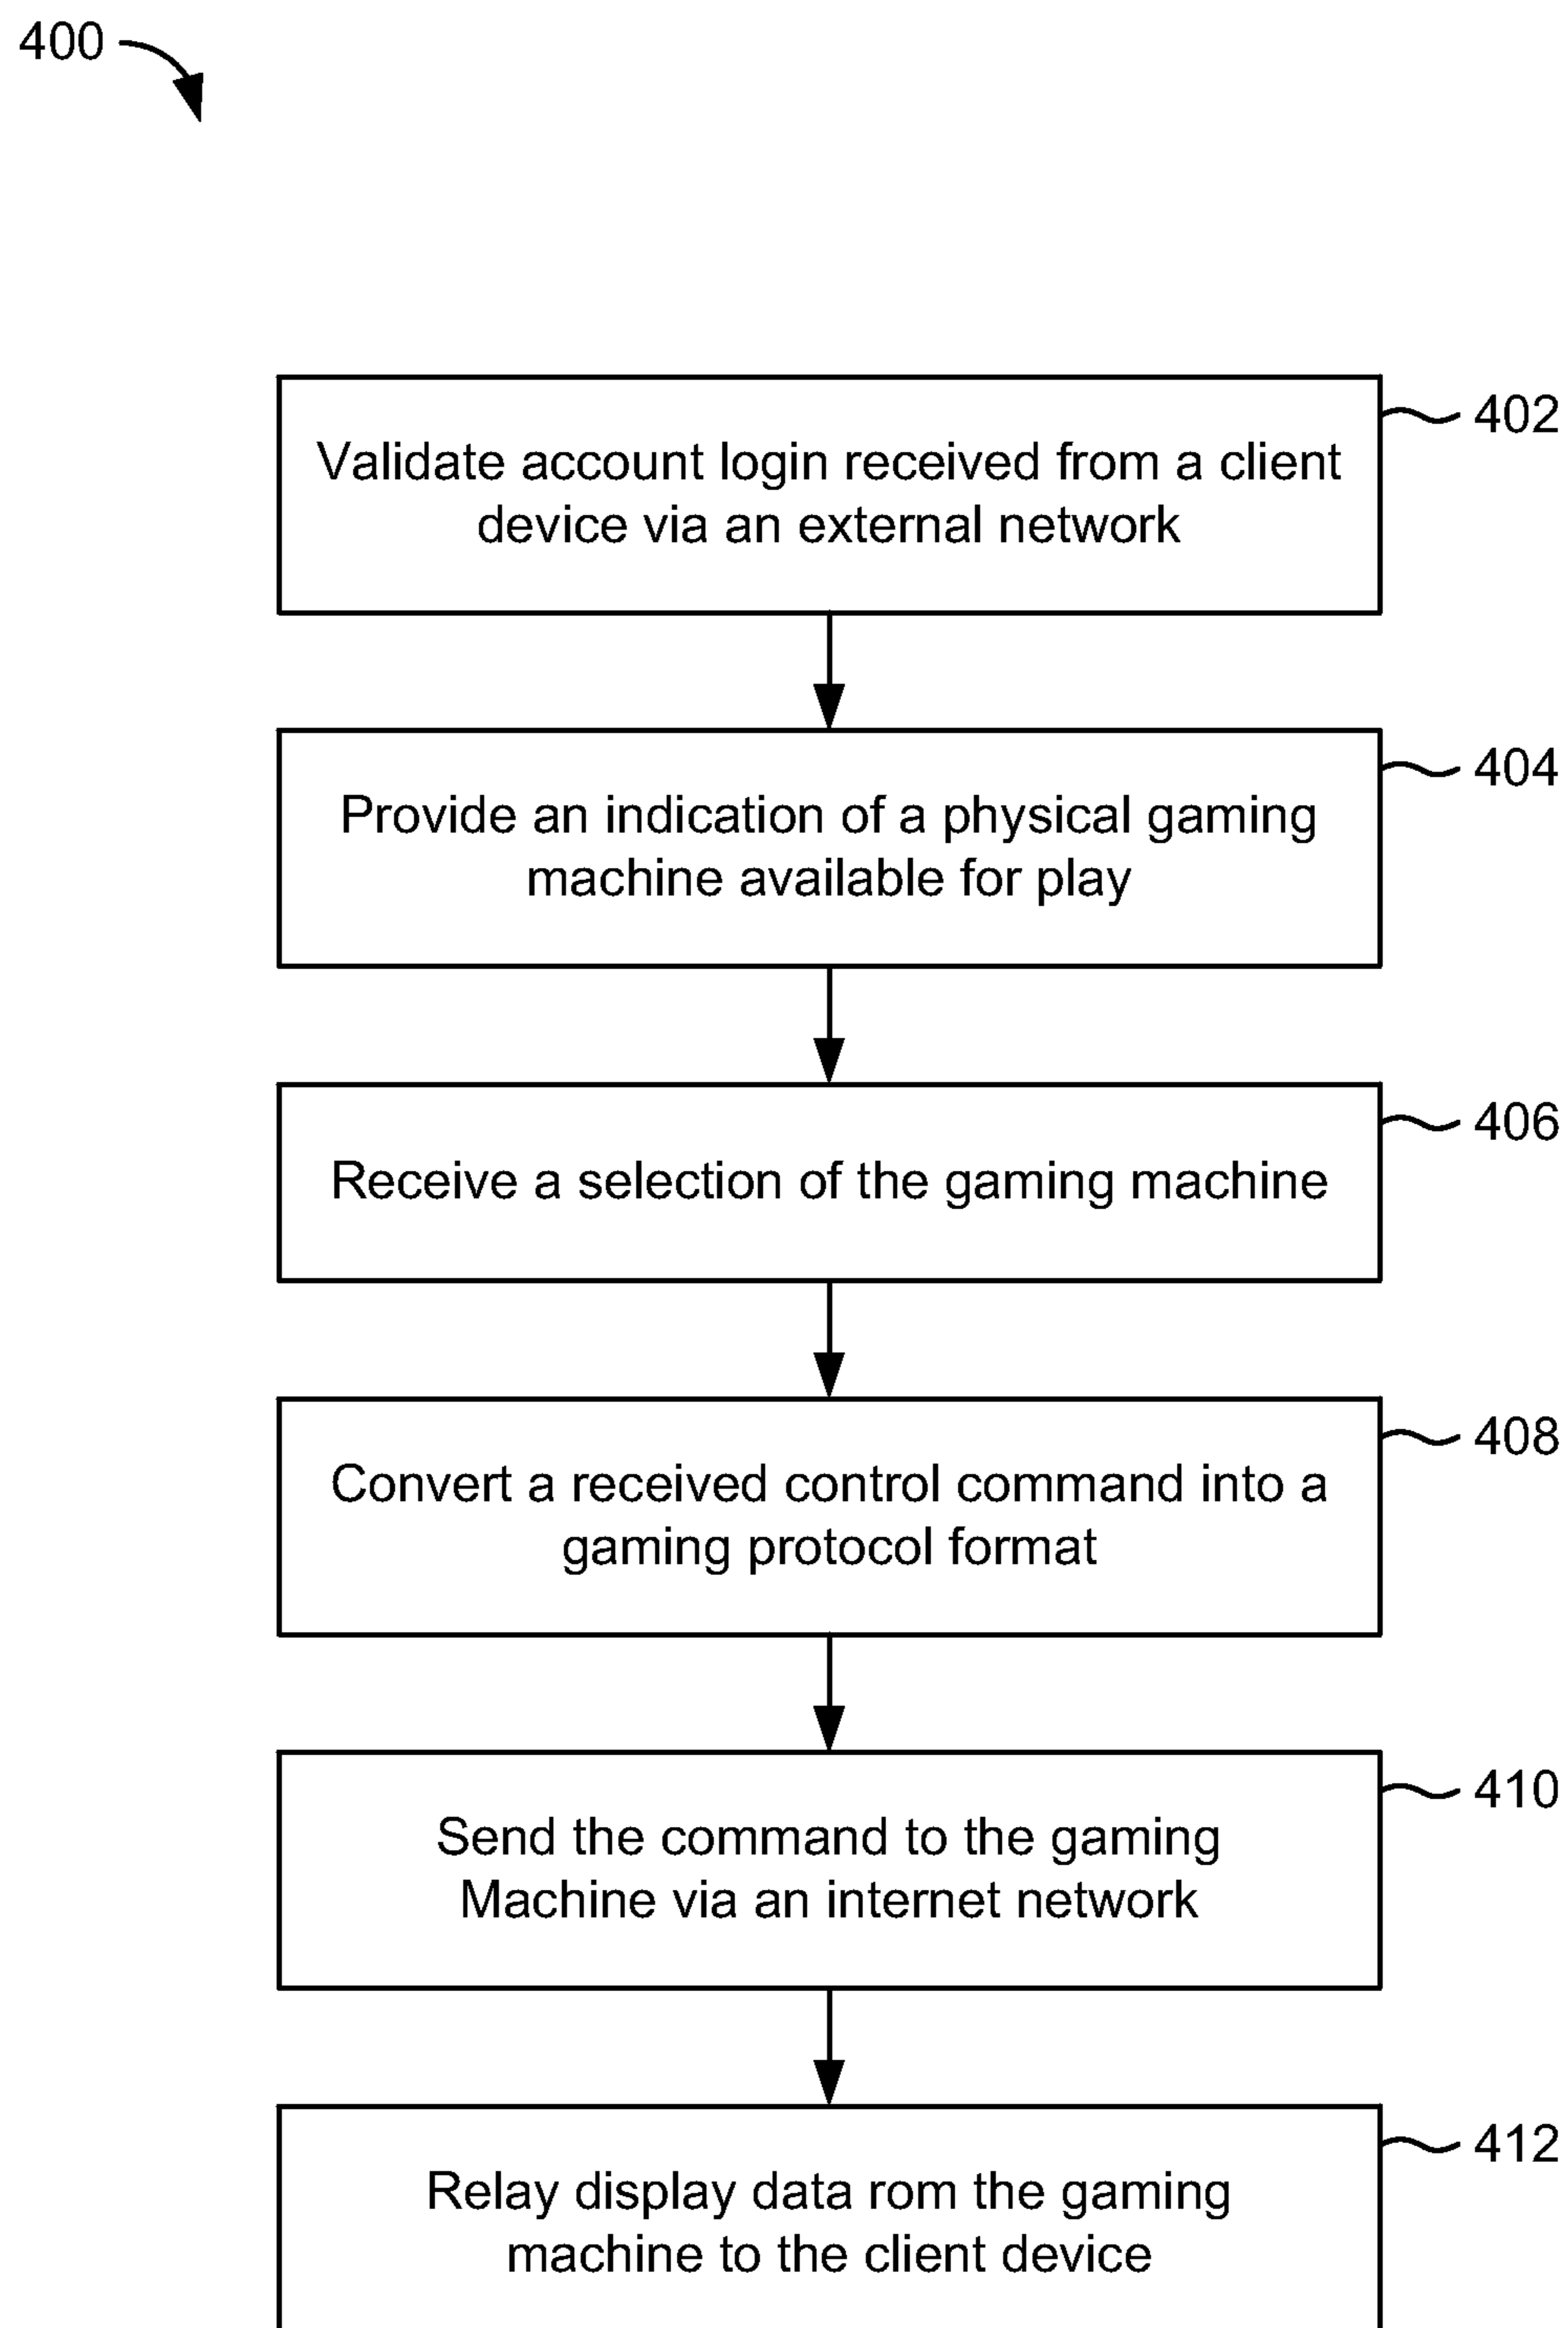 400
402
Validate account login received from a client
device via an external network
404
Provide an indication of a physical gaming
machine available for play
406
Receive a selection of the gaming machine
408
Convert a received control command into a
gaming protocol format
410
Send the command to the gaming
Machine via an internet network
412
Relay display data rom the gaming
machine to the client device